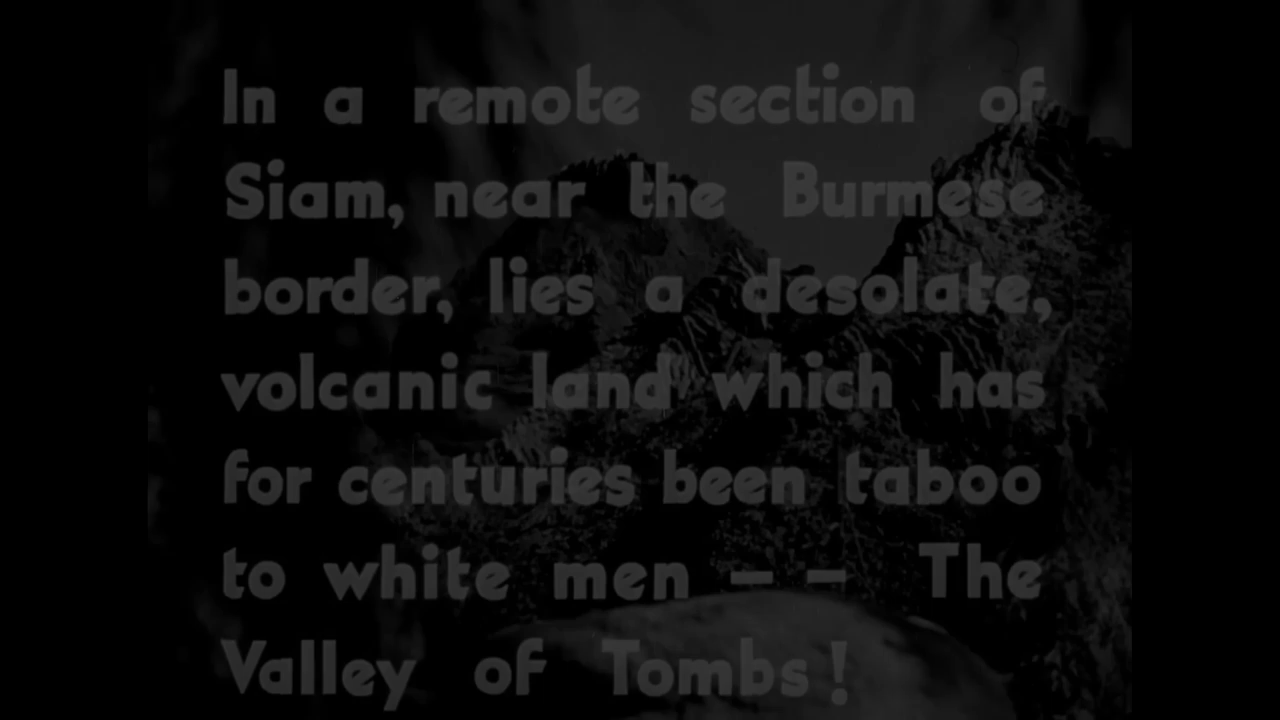 In a remote section of
Siam, near the Burmese
border, lies a desolate,
volcanic land which has
for centuries been taboo
to white men -- The
Valley of Tombs!